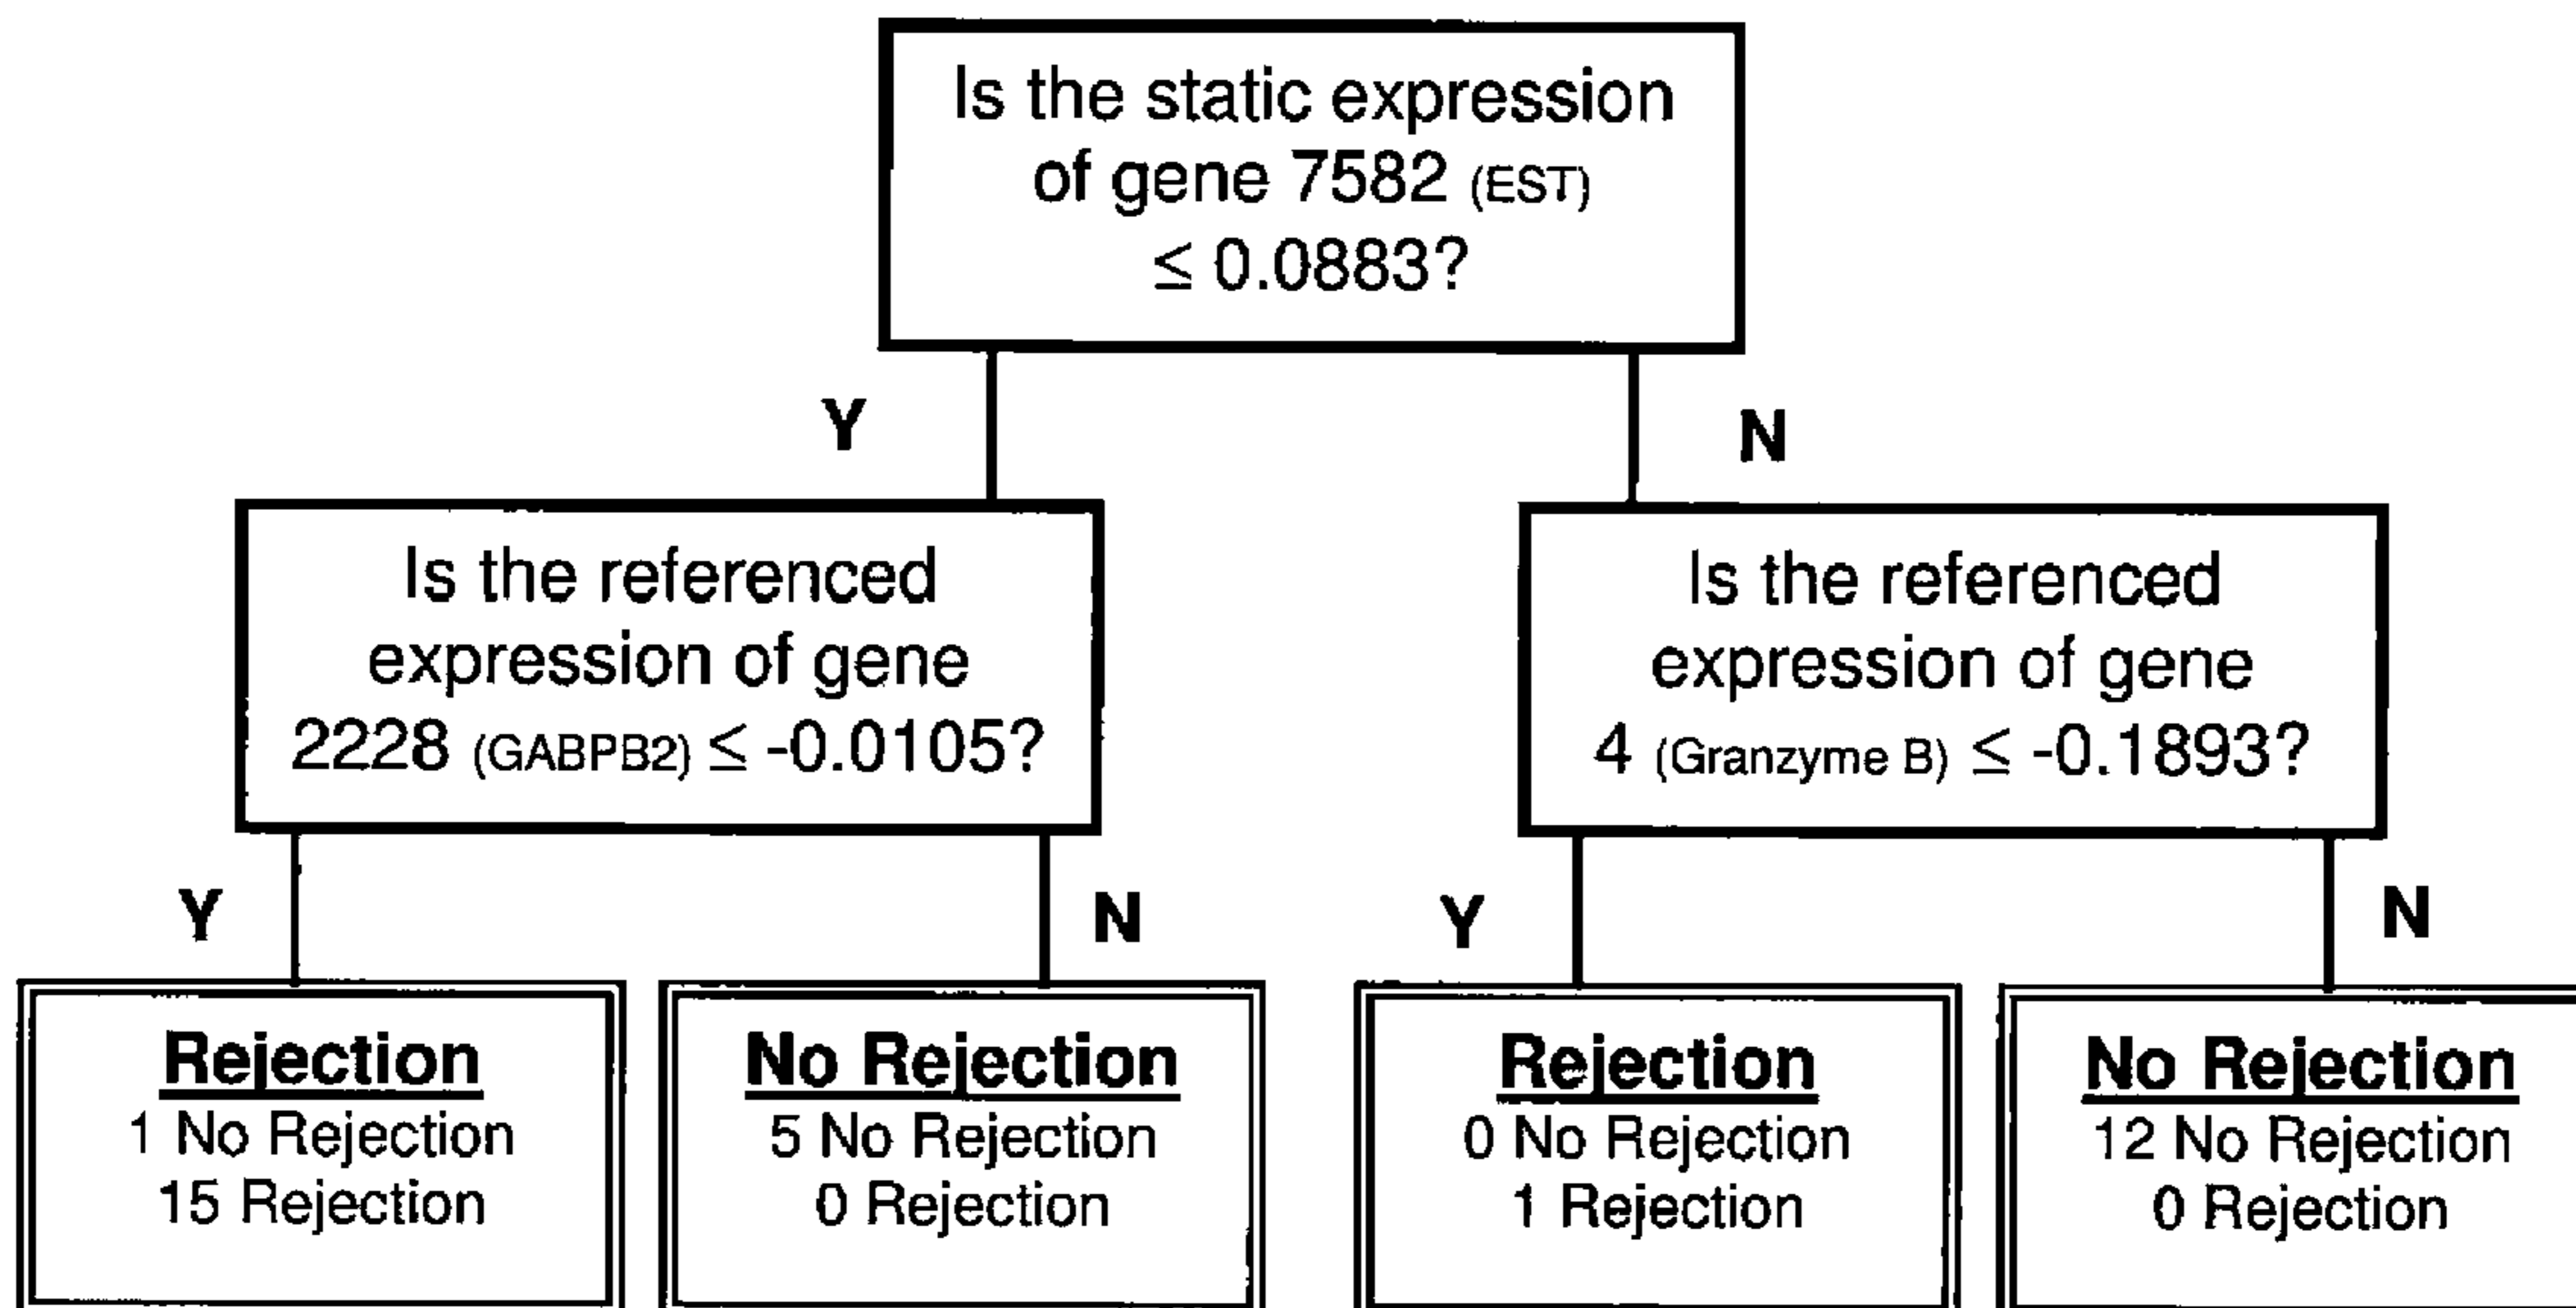 Is the static expression
of gene 7582 (EST)
≤ 0.0883?
Y
N
Is the referenced
expression of gene
2228 (GABPB2) ≤ -0.0105?
Is the referenced
expression of gene
4 (Granzyme B) ≤ -0.1893?
Y
N
Y
N
Rejection
1 No Rejection
15 Rejection
No Rejection
5 No Rejection
0 Rejection
Rejection
0 No Rejection
1 Rejection
No Rejection
12 No Rejection
0 Rejection